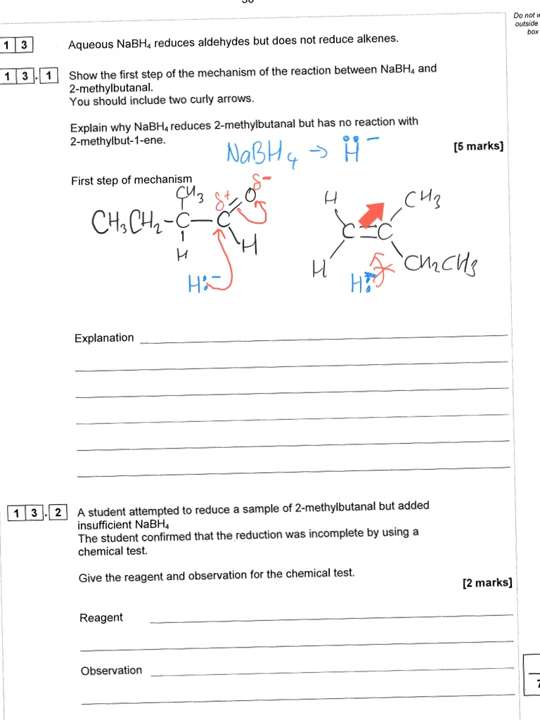 1 3 Aqueous NaBH₄ reduces aldehydes but does not reduce alkenes.
Do not w
outside
box
1 3 . 1 Show the first step of the mechanism of the reaction between NaBH₄ and
2-methylbutanal.
You should include two curly arrows.
Explain why NaBH₄ reduces 2-methylbutanal but has no reaction with
2-methylbut-1-ene.
[5 marks]
NaBH₄ → H⁻
First step of mechanism
CH₃ δ+ O δ-
CH₃CH₂-C-C
H H
H:⁻
H CH₃
C=C
H CH₂CH₃
H:
Explanation
1 3 . 2 A student attempted to reduce a sample of 2-methylbutanal but added
insufficient NaBH₄
The student confirmed that the reduction was incomplete by using a
chemical test.
Give the reagent and observation for the chemical test.
[2 marks]
Reagent
Observation
7